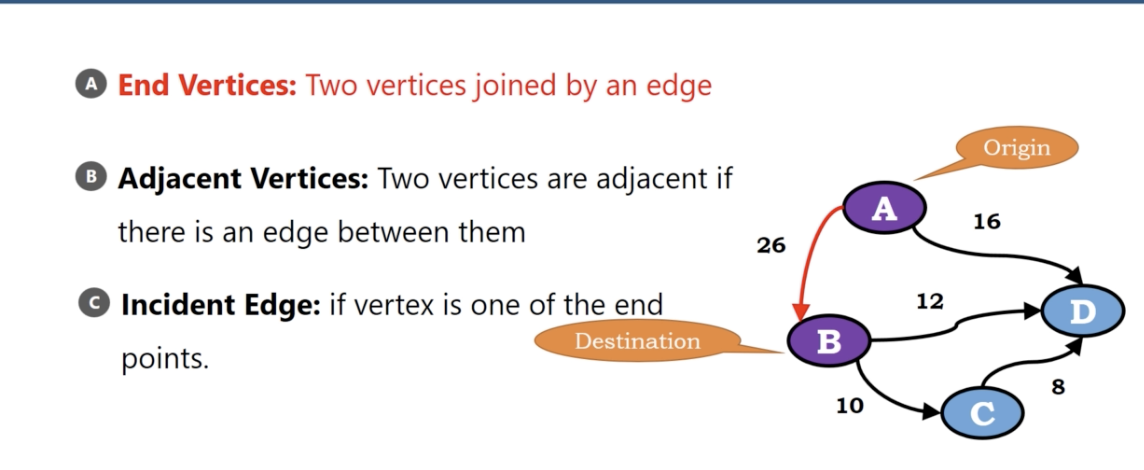 A End Vertices: Two vertices joined by an edge
B Adjacent Vertices: Two vertices are adjacent if
there is an edge between them
C Incident Edge: if vertex is one of the end
points.
Origin
A
16
26
12
D
Destination
B
8
10
C